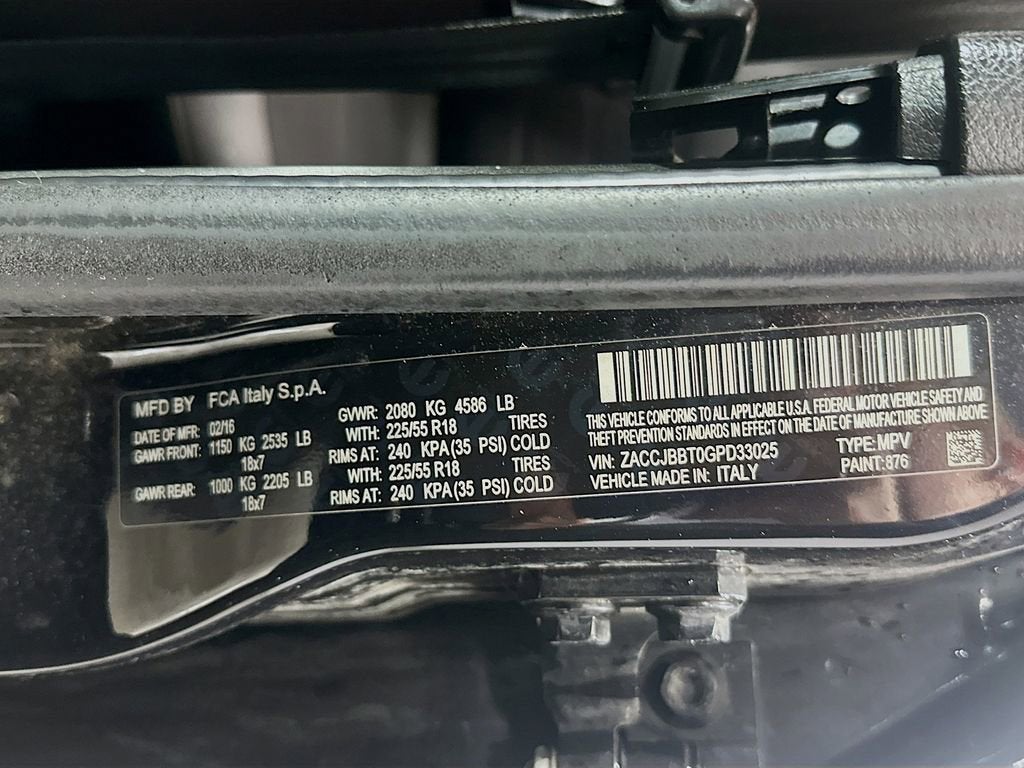 MFD BY FCA Italy S.p.A.
DATE OF MFR: 02/16
GAWR FRONT: 1150 KG 2535 LB
18x7
GAWR REAR: 1000 KG 2205 LB
18x7
GVWR: 2080 KG 4586 LB
WITH: 225/55 R18 TIRES
RIMS AT: 240 KPA(35 PSI) COLD
WITH: 225/55 R18 TIRES
RIMS AT: 240 KPA(35 PSI) COLD
THIS VEHICLE CONFORMS TO ALL APPLICABLE U.S.A. FEDERAL MOTOR VEHICLE SAFETY AND
THEFT PREVENTION STANDARDS IN EFFECT ON THE DATE OF MANUFACTURE SHOWN ABOVE
VIN: ZACCJBBT0GPD33025 TYPE: MPV
VEHICLE MADE IN: ITALY PAINT: 876